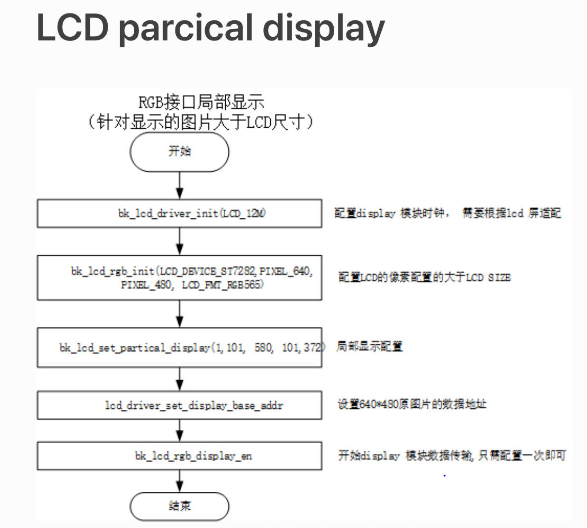 LCD parcical display
RGB接口局部显示
（针对显示的图片大于LCD尺寸）
开始
bk_lcd_driver_init(LCD_12M)
配置display 模块时钟， 需要根据lcd 屏适配
bk_lcd_rgb_init(LCD_DEVICE_ST7282,PIXEL_640,
PIXEL_480, LCD_FMT_RGB565)
配置LCD的像素配置的大于LCD SIZE
bk_lcd_set_partical_display(1,101, 580, 101,372)
局部显示配置
lcd_driver_set_display_base_addr
设置640*480原图片的数据地址
bk_lcd_rgb_display_en
开始display 模块数据传输,只需配置一次即可
结束